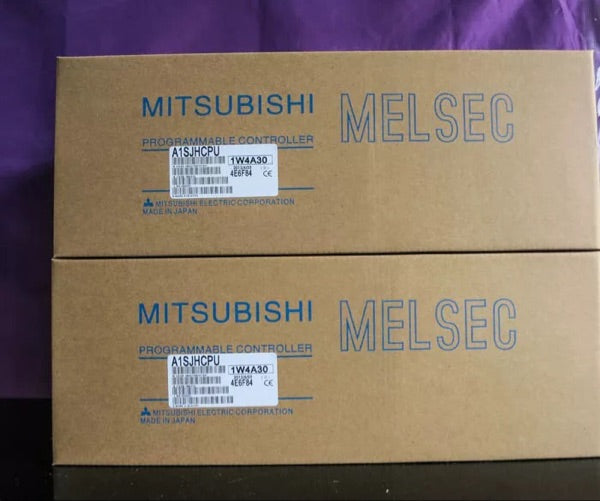 MITSUBISHI MELSEC
PROGRAMMABLE CONTROLLER
A1SJHCPU
1W4A30
4E6F84 CE
MITSUBISHI ELECTRIC CORPORATION
MADE IN JAPAN
MITSUBISHI MELSEC
PROGRAMMABLE CONTROLLER
A1SJHCPU
1W4A30
4E6F84 CE
MITSUBISHI ELECTRIC CORPORATION
MADE IN JAPAN